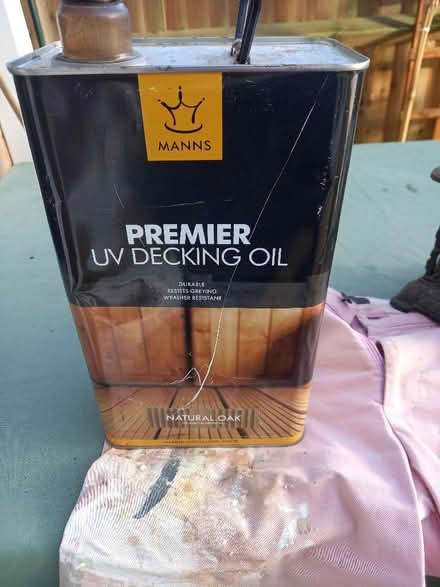 MANNS
PREMIER
UV DECKING OIL
DURABLE
RESISTS GREYING
WEATHER RESISTANT
NATURAL OAK